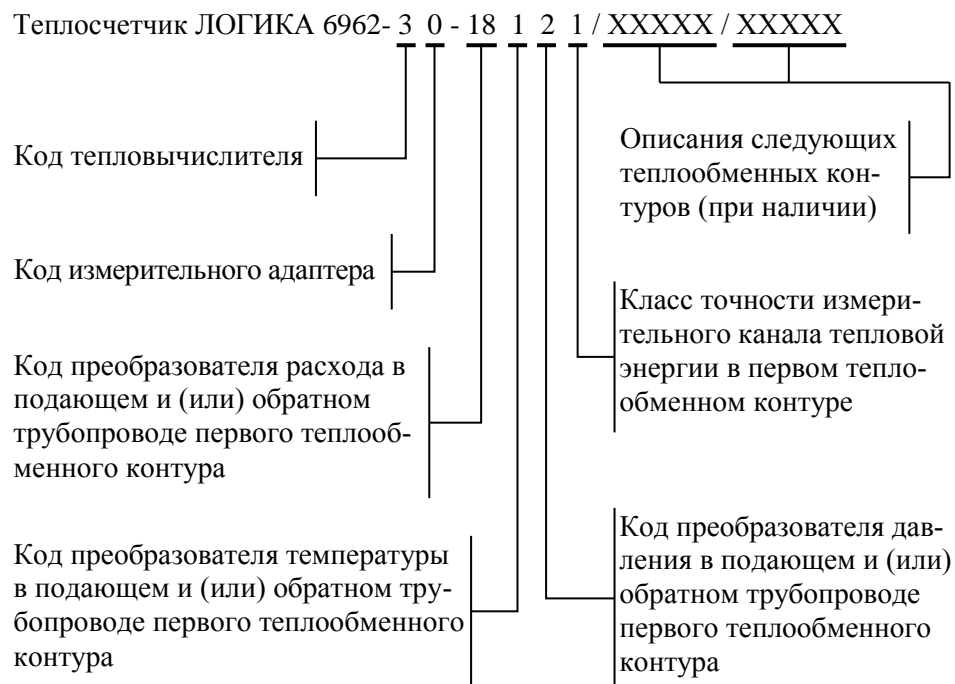 Теплосчетчик ЛОГИКА 6962- 3 0 - 18 1 2 1 / XXXXX / XXXXX
Код тепловычислителя
Описания следующих
теплообменных кон-
туров (при наличии)
Код измерительного адаптера
Класс точности измери-
тельного канала тепловой
энергии в первом тепло-
обменном контуре
Код преобразователя расхода в
подающем и (или) обратном
трубопроводе первого теплооб-
менного контура
Код преобразователя температуры
в подающем и (или) обратном тру-
бопроводе первого теплообменного
контура
Код преобразователя дав-
ления в подающем и (или)
обратном трубопроводе
первого теплообменного
контура